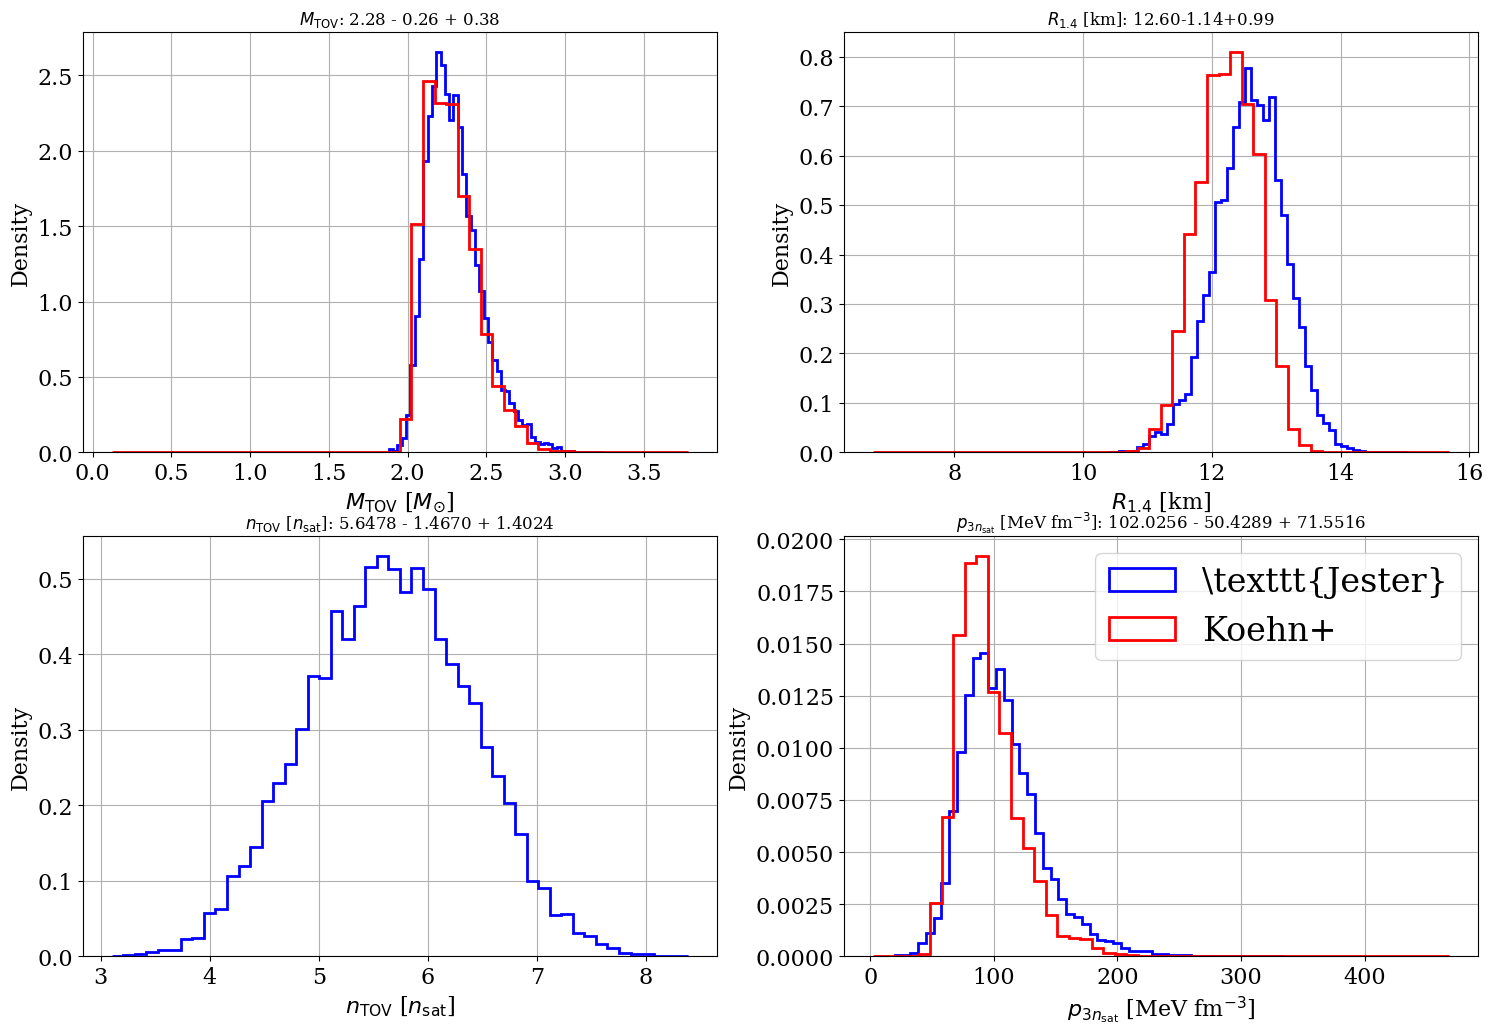 M_TOV: 2.28 - 0.26 + 0.38
Density
2.5
2.0
1.5
1.0
0.5
0.0
0.0 0.5 1.0 1.5 2.0 2.5 3.0 3.5
M_TOV [M_⊙]
R_1.4 [km]: 12.60-1.14+0.99
Density
0.8
0.7
0.6
0.5
0.4
0.3
0.2
0.1
0.0
8 10 12 14 16
R_1.4 [km]
n_TOV [n_sat]: 5.6478 - 1.4670 + 1.4024
Density
0.5
0.4
0.3
0.2
0.1
0.0
3 4 5 6 7 8
n_TOV [n_sat]
p_3n_sat [MeV fm⁻³]: 102.0256 - 50.4289 + 71.5516
Density
0.0200
0.0175
0.0150
0.0125
0.0100
0.0075
0.0050
0.0025
0.0000
0 100 200 300 400
p_3n_sat [MeV fm⁻³]
\texttt{Jester}
Koehn+